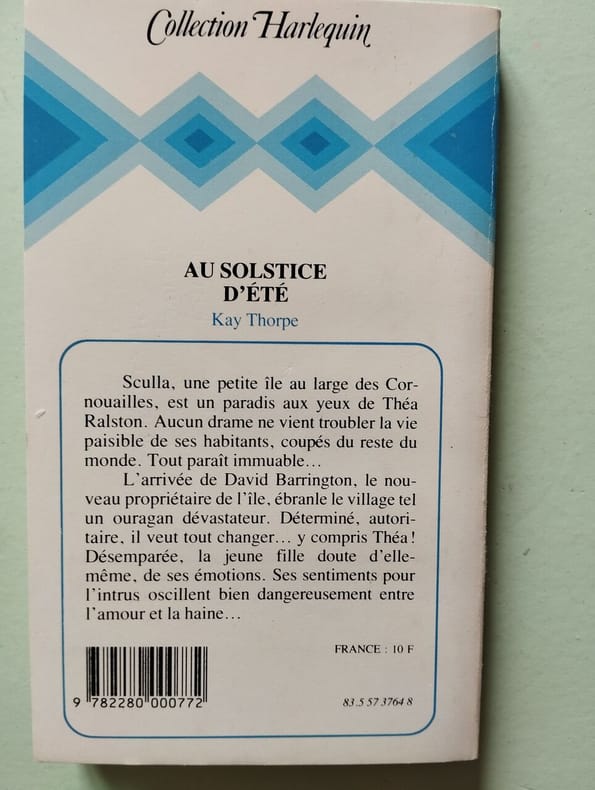 Collection Harlequin
AU SOLSTICE
D'ÉTÉ
Kay Thorpe
Sculla, une petite île au large des Cor-
nouailles, est un paradis aux yeux de Théa
Ralston. Aucun drame ne vient troubler la vie
paisible de ses habitants, coupés du reste du
monde. Tout paraît immuable...
L'arrivée de David Barrington, le nou-
veau propriétaire de l'île, ébranle le village tel
un ouragan dévastateur. Déterminé, autori-
taire, il veut tout changer... y compris Théa!
Désemparée, la jeune fille doute d'elle-
même, de ses émotions. Ses sentiments pour
l'intrus oscillent bien dangereusement entre
l'amour et la haine...
FRANCE : 10 F
9 782280 000772
83.5 57 3764 8